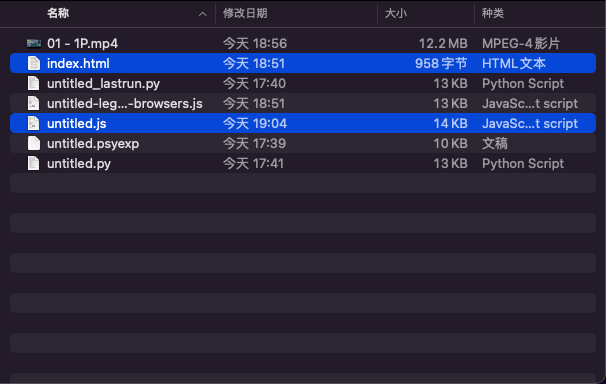 名称 修改日期 大小 种类
01 - 1P.mp4 今天 18:56 12.2 MB MPEG-4 影片
index.html 今天 18:51 958 字节 HTML 文本
untitled_lastrun.py 今天 17:40 13 KB Python Script
untitled-leg...-browsers.js 今天 18:51 13 KB JavaSc...t script
untitled.js 今天 19:04 14 KB JavaSc...t script
untitled.psyexp 今天 17:39 10 KB 文稿
untitled.py 今天 17:41 13 KB Python Script